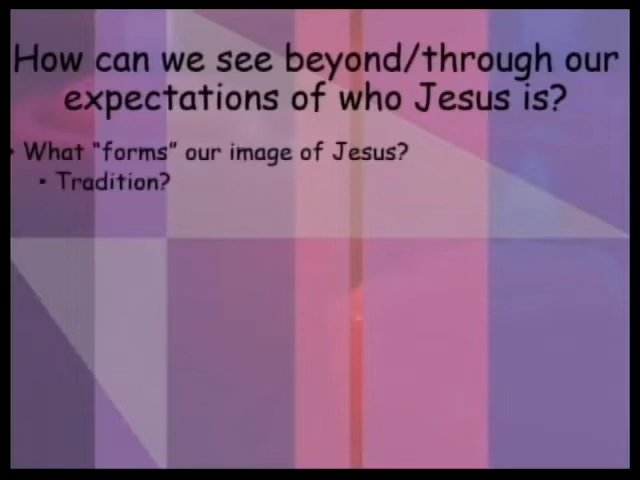 How can we see beyond/through our
expectations of who Jesus is?
• What “forms” our image of Jesus?
• Tradition?